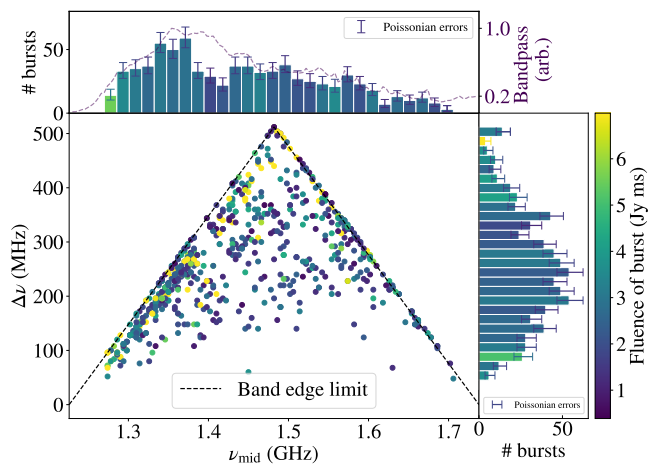 # bursts
50
0
Poissonian errors
1.0
0.2
Bandpass
(arb.)
Δν (MHz)
500
400
300
200
100
0
Band edge limit
1.3
1.4
1.5
1.6
1.7
ν_mid (GHz)
Poissonian errors
0
50
# bursts
6
5
4
3
2
1
Fluence of burst (Jy ms)